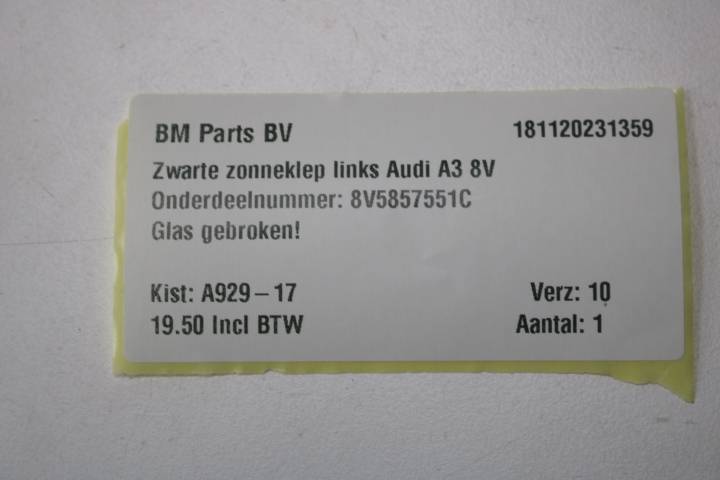 BM Parts BV 181120231359
Zwarte zonneklep links Audi A3 8V
Onderdeelnummer: 8V5857551C
Glas gebroken!
Kist: A929-17 Verz: 10
19.50 Incl BTW Aantal: 1